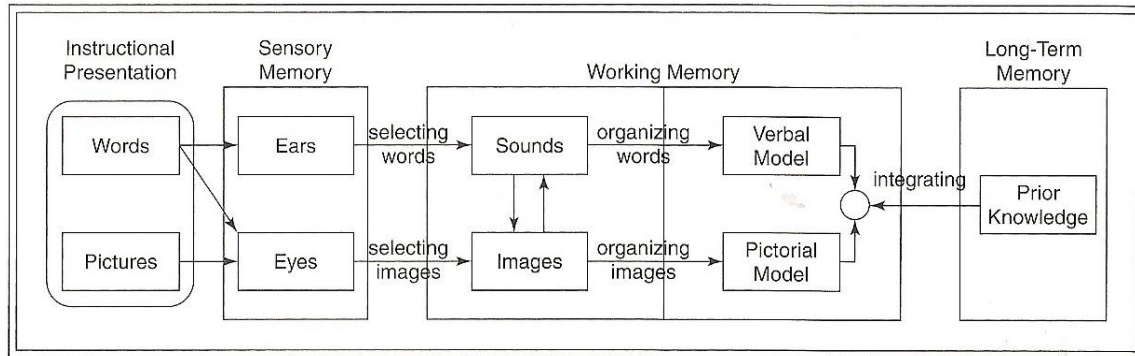 Instructional
Presentation
Sensory
Memory
Working Memory
Long-Term
Memory
Words
Ears
selecting
words
Sounds
organizing
words
Verbal
Model
integrating
Prior
Knowledge
Pictures
Eyes
selecting
images
Images
organizing
images
Pictorial
Model